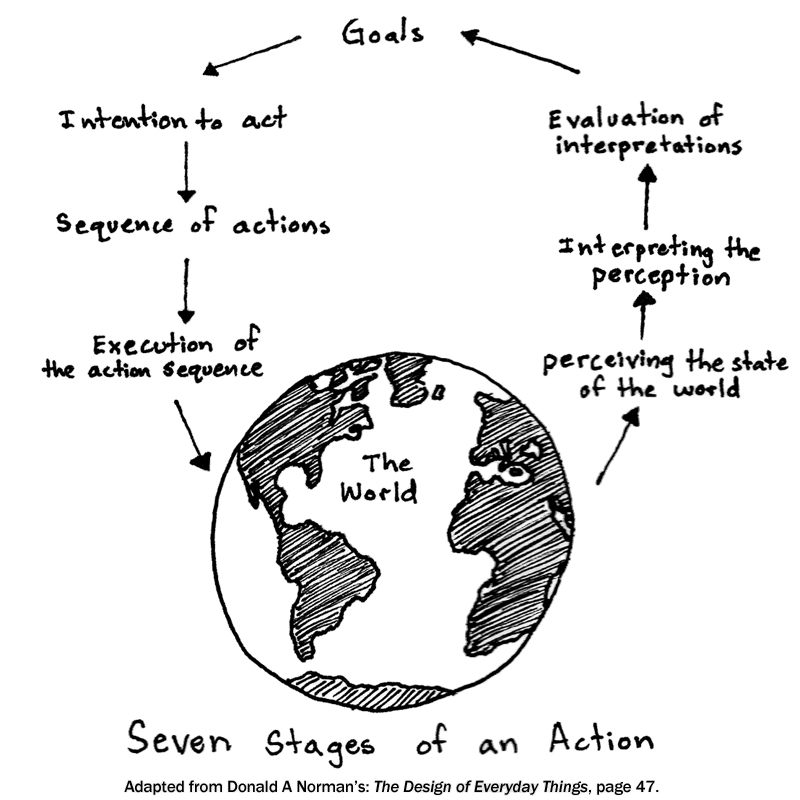 Goals
Intention to act
Sequence of actions
Execution of
the action sequence
The
World
perceiving the state
of the world
Interpreting the
perception
Evaluation of
interpretations
Seven Stages of an Action
Adapted from Donald A Norman's: The Design of Everyday Things, page 47.